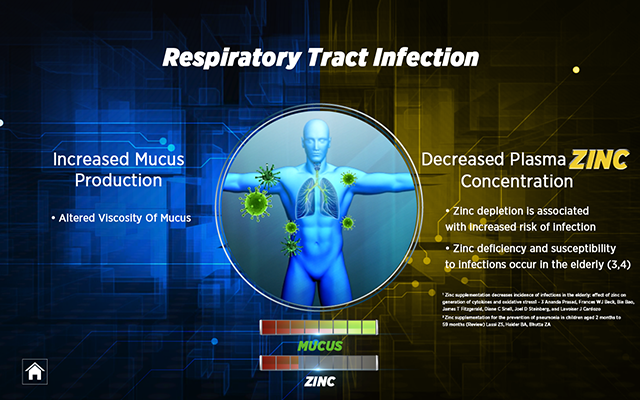 Respiratory Tract Infection
Increased Mucus
Production
• Altered Viscosity Of Mucus
Decreased Plasma ZINC
Concentration
• Zinc depletion is associated
with increased risk of infection
• Zinc deficiency and susceptibility
to infections occur in the elderly (3,4)
Zinc supplementation decreases incidence of infections in the elderly: effect of zinc on
generation of cytokines and oxidative stress1 - 3 Ananda Prasad, Frances WJ Beck, Bin Bao,
James T Fitzgerald, Diane C Snell, Joel D Steinberg, and Lavoisier J Cardozo
Zinc supplementation for the prevention of pneumonia in children aged 2 months to
59 months (Review) Lassi ZS, Haider BA, Bhutta ZA
MUCUS
ZINC